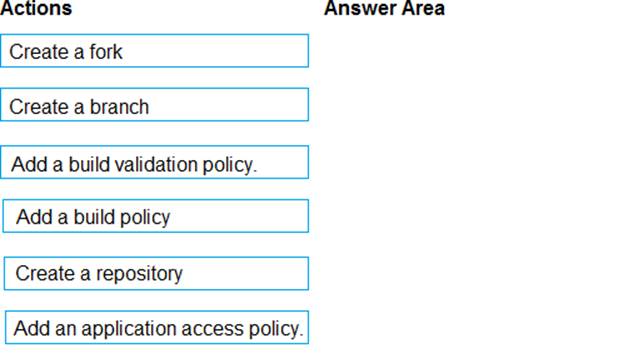 Actions
Answer Area
Create a fork
Create a branch
Add a build validation policy.
Add a build policy
Create a repository
Add an application access policy.